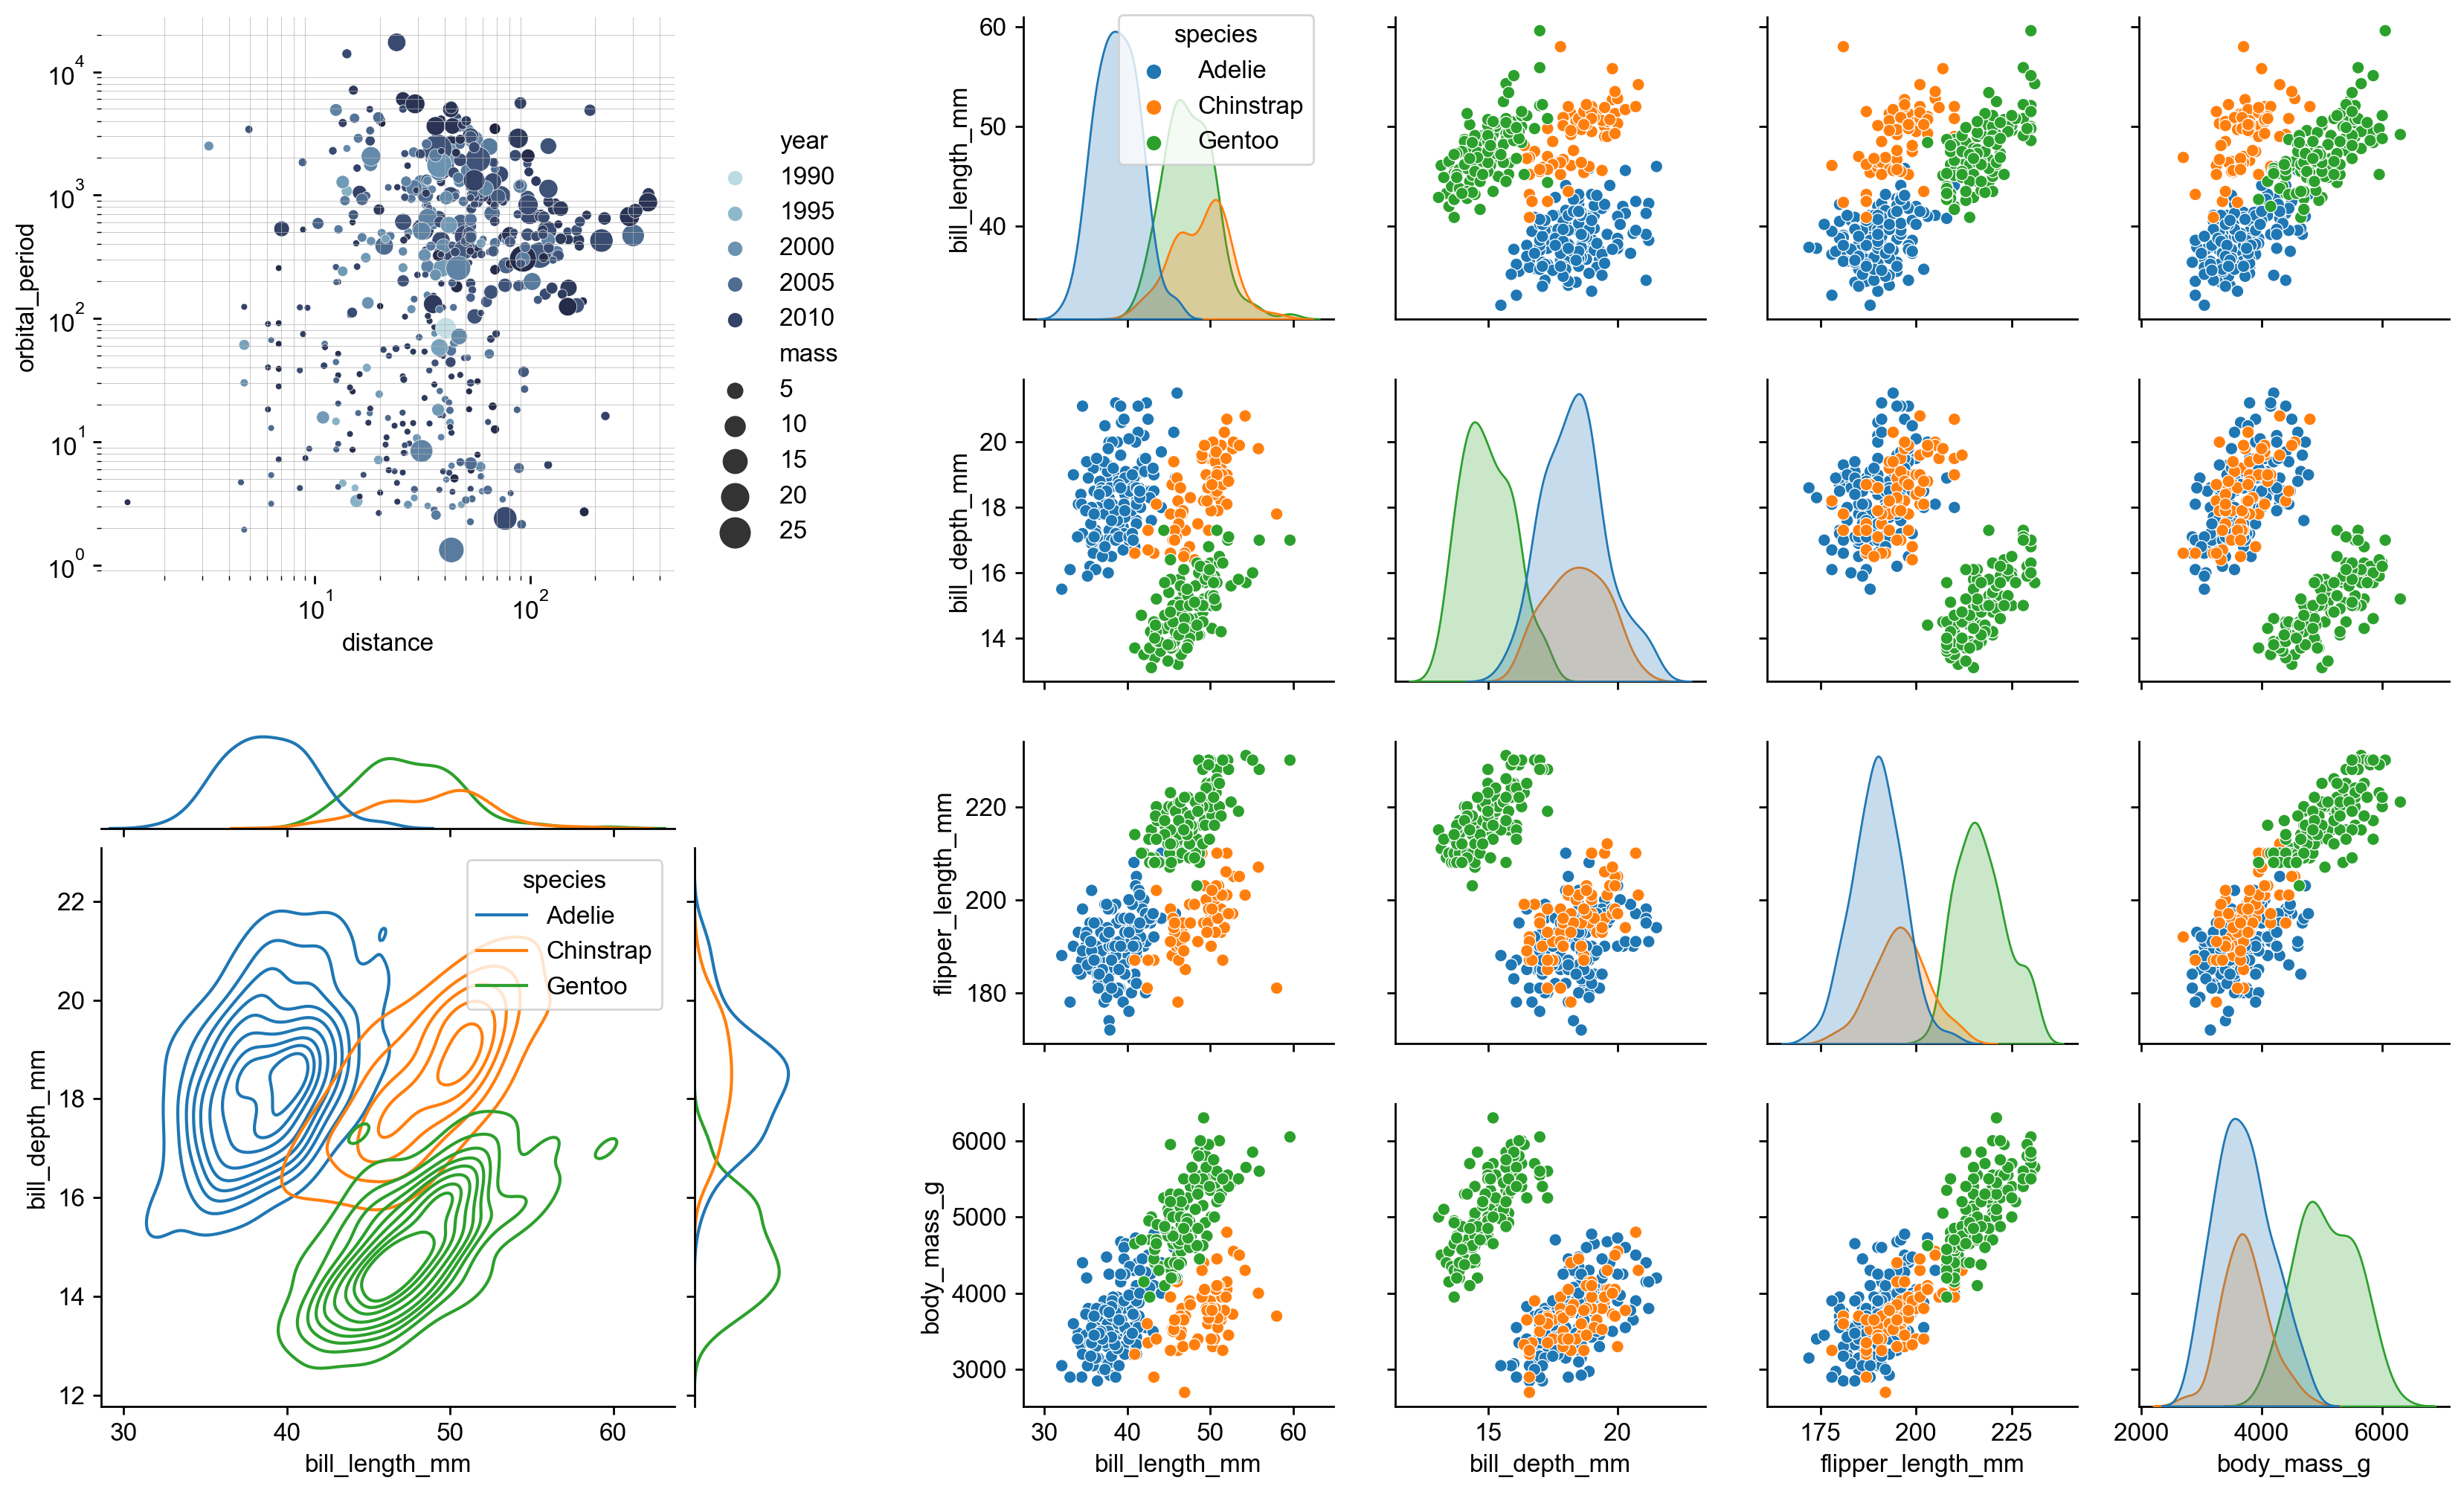 orbital_period
10^4
10^3
10^2
10^1
10^0
10^1
10^2
distance
year
1990
1995
2000
2005
2010
mass
5
10
15
20
25
bill_depth_mm
22
20
18
16
14
12
30
40
50
60
bill_length_mm
species
Adelie
Chinstrap
Gentoo
bill_length_mm
60
50
40
species
Adelie
Chinstrap
Gentoo
bill_depth_mm
20
18
16
14
flipper_length_mm
220
200
180
body_mass_g
6000
5000
4000
3000
30
40
50
60
bill_length_mm
15
20
bill_depth_mm
175
200
225
flipper_length_mm
2000
4000
6000
body_mass_g